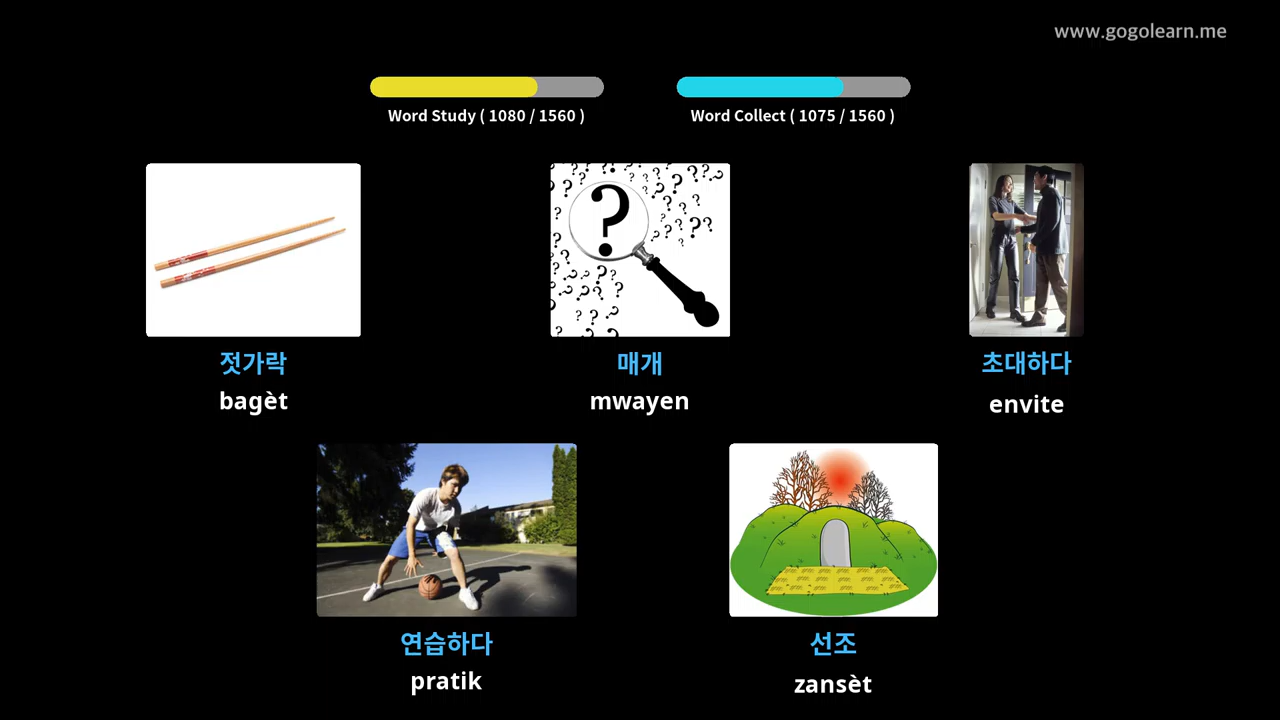 www.gogolearn.me
Word Study ( 1080 / 1560 )
Word Collect ( 1075 / 1560 )
젓가락
bagèt
매개
mwayen
초대하다
envite
연습하다
pratik
선조
zansèt